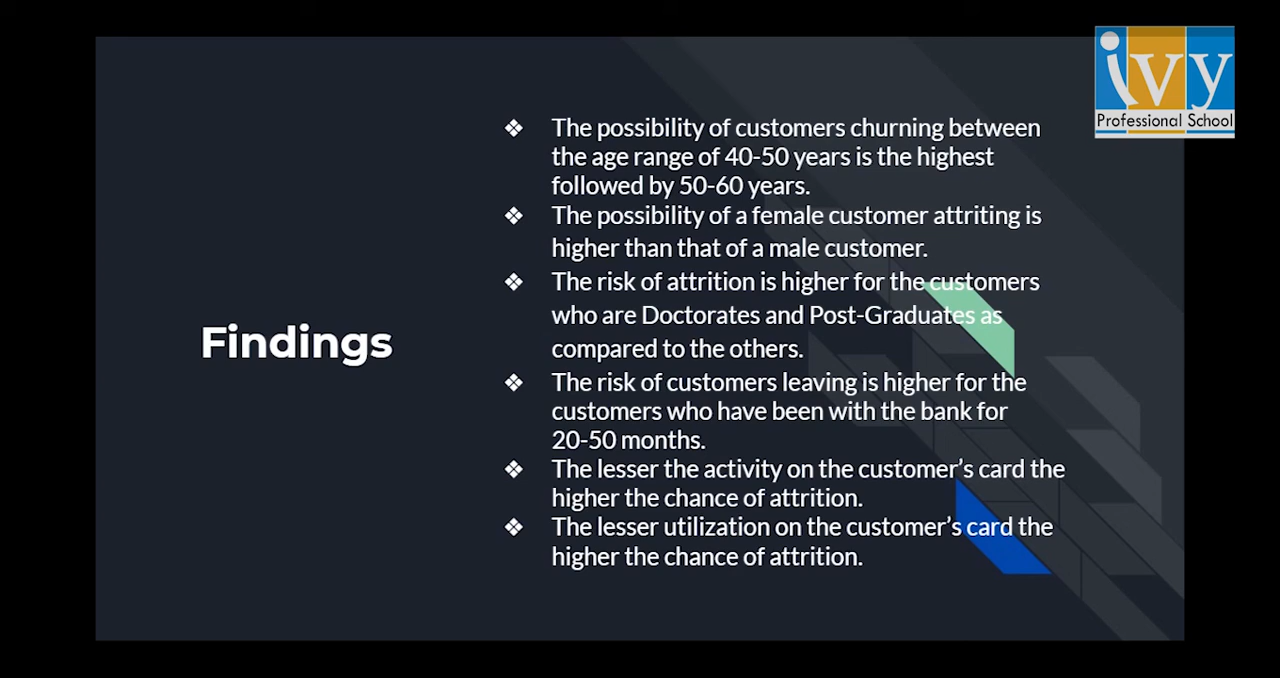 ivy
Professional School
Findings
❖ The possibility of customers churning between
the age range of 40-50 years is the highest
followed by 50-60 years.
❖ The possibility of a female customer attriting is
higher than that of a male customer.
❖ The risk of attrition is higher for the customers
who are Doctorates and Post-Graduates as
compared to the others.
❖ The risk of customers leaving is higher for the
customers who have been with the bank for
20-50 months.
❖ The lesser the activity on the customer’s card the
higher the chance of attrition.
❖ The lesser utilization on the customer’s card the
higher the chance of attrition.